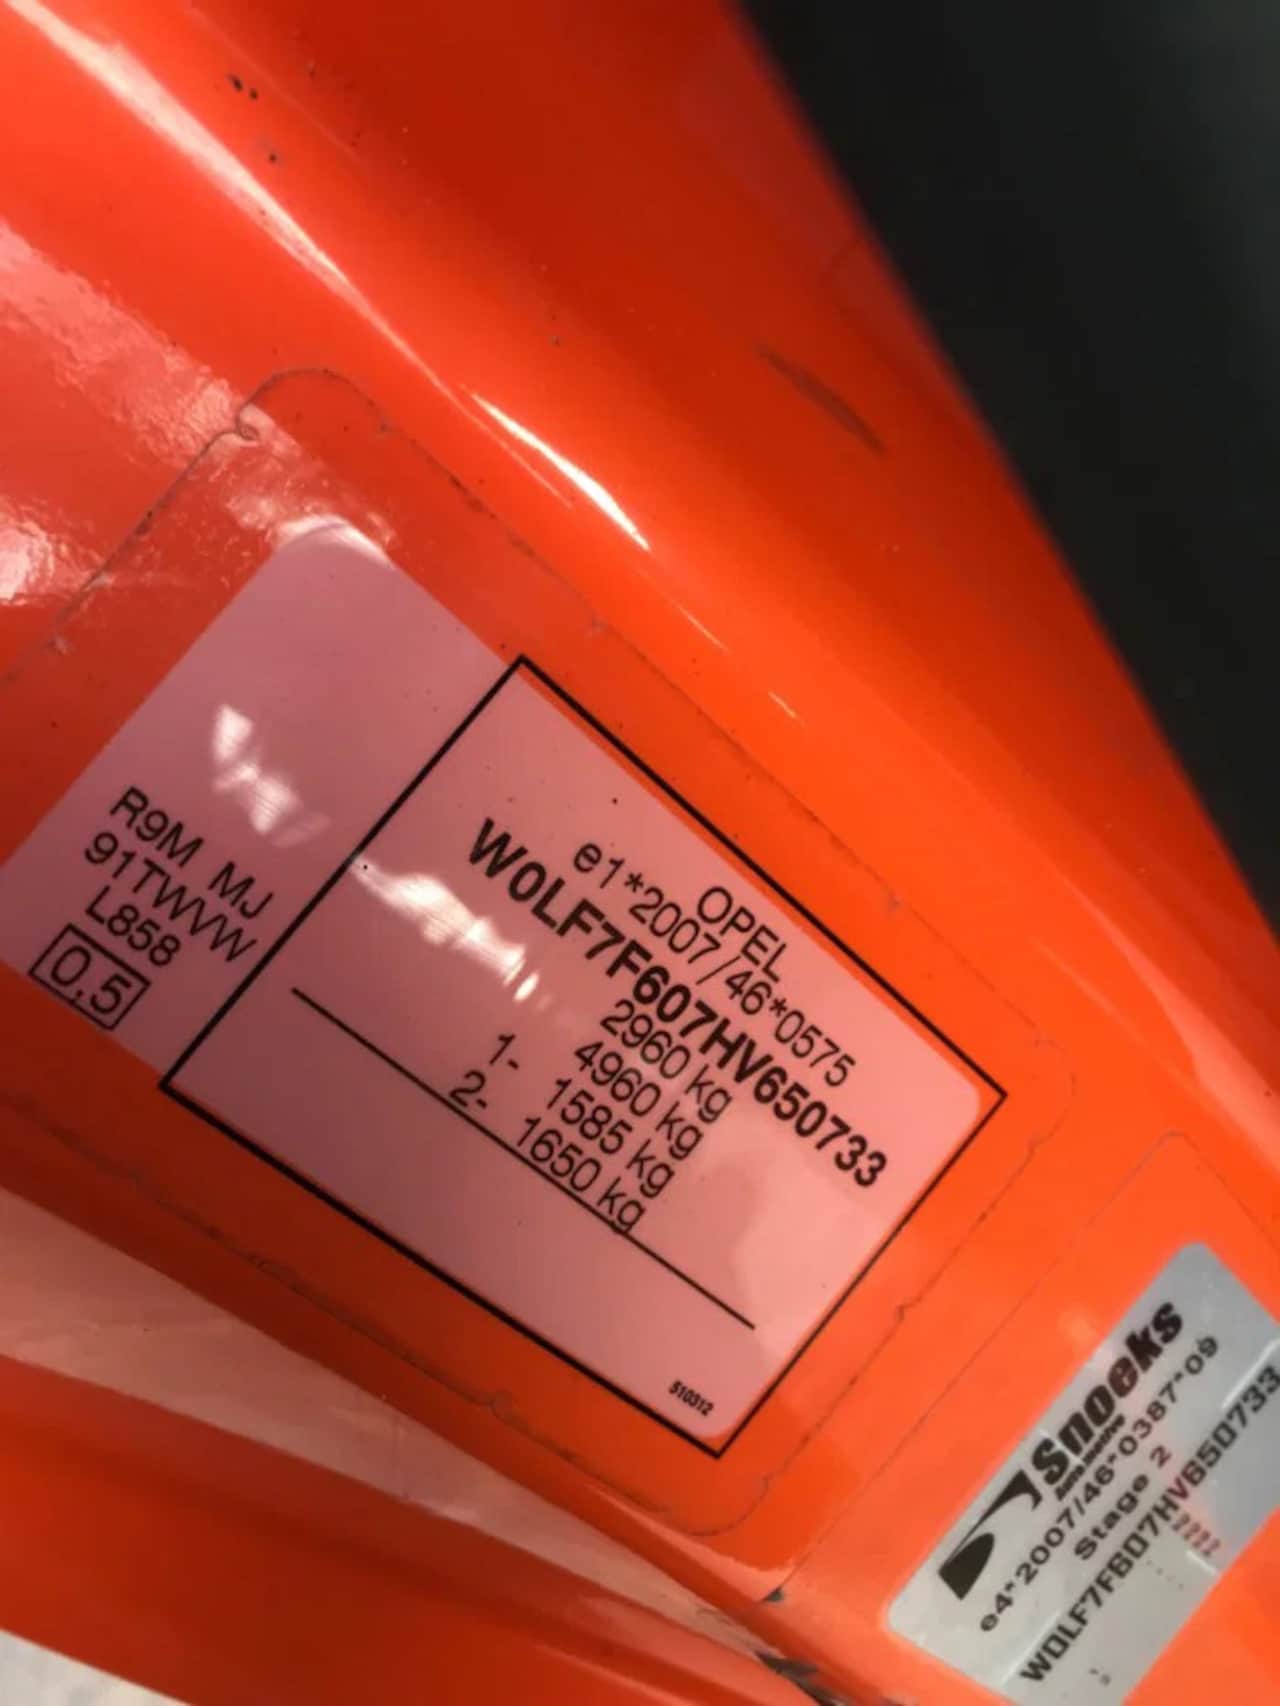 OPEL
e1*2007/46*0575
W0LF7F607HV650733
2960 kg
4960 kg
1- 1585 kg
2- 1650 kg
510312
R9M MJ
91TWVW
L858
0,5
Snoeks
Automotive
e4*2007/46*0387*09
Stage 2
W0LF7F607HV650733